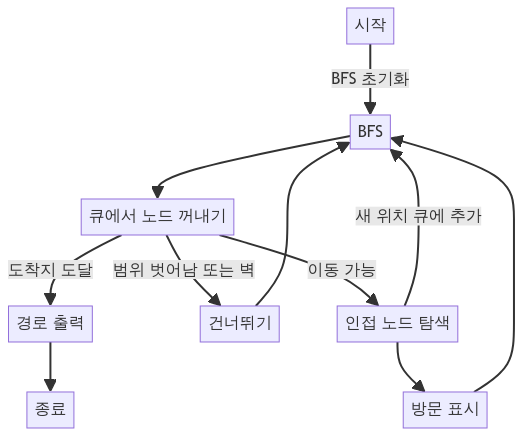 시작
BFS 초기화
BFS
큐에서 노드 꺼내기
새 위치 큐에 추가
도착지 도달
범위 벗어남 또는 벽
이동 가능
경로 출력
건너뛰기
인접 노드 탐색
종료
방문 표시